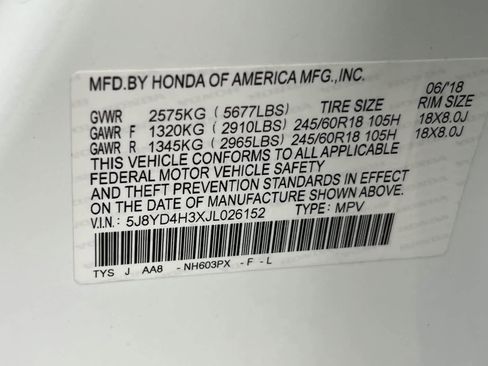 MFD.BY HONDA OF AMERICA MFG.,INC.
06/18
TIRE SIZE RIM SIZE
GVWR 2575KG (5677LBS)
GAWR F 1320KG (2910LBS) 245/60R18 105H 18X8.0J
GAWR R 1345KG (2965LBS) 245/60R18 105H 18X8.0J
THIS VEHICLE CONFORMS TO ALL APPLICABLE
FEDERAL MOTOR VEHICLE SAFETY
AND THEFT PREVENTION STANDARDS IN EFFECT
ON THE DATE OF MANUFACTURE SHOWN ABOVE.
V.I.N.: 5J8YD4H3XJL026152 TYPE: MPV
TYS J AA8 -NH603PX -F -L